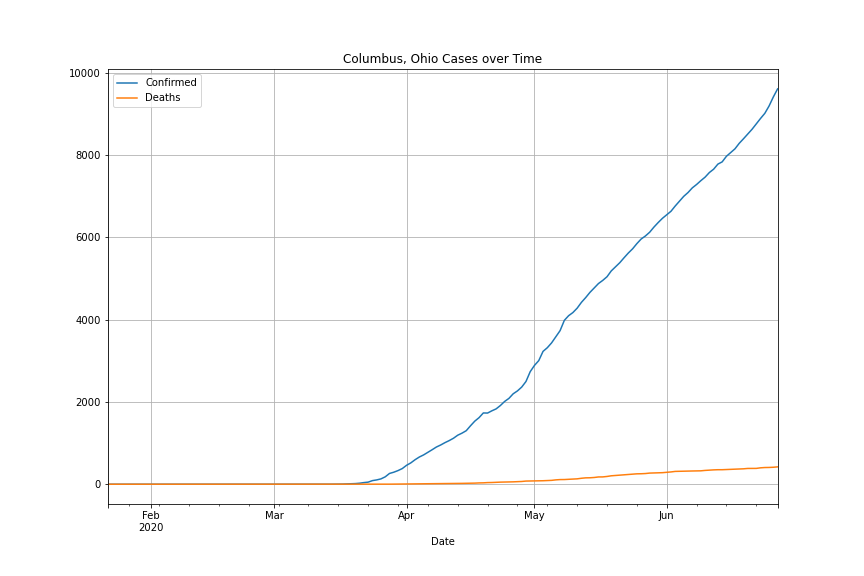 Columbus, Ohio Cases over Time
Confirmed
Deaths
10000
8000
6000
4000
2000
0
Feb Mar Apr May Jun
2020
Date